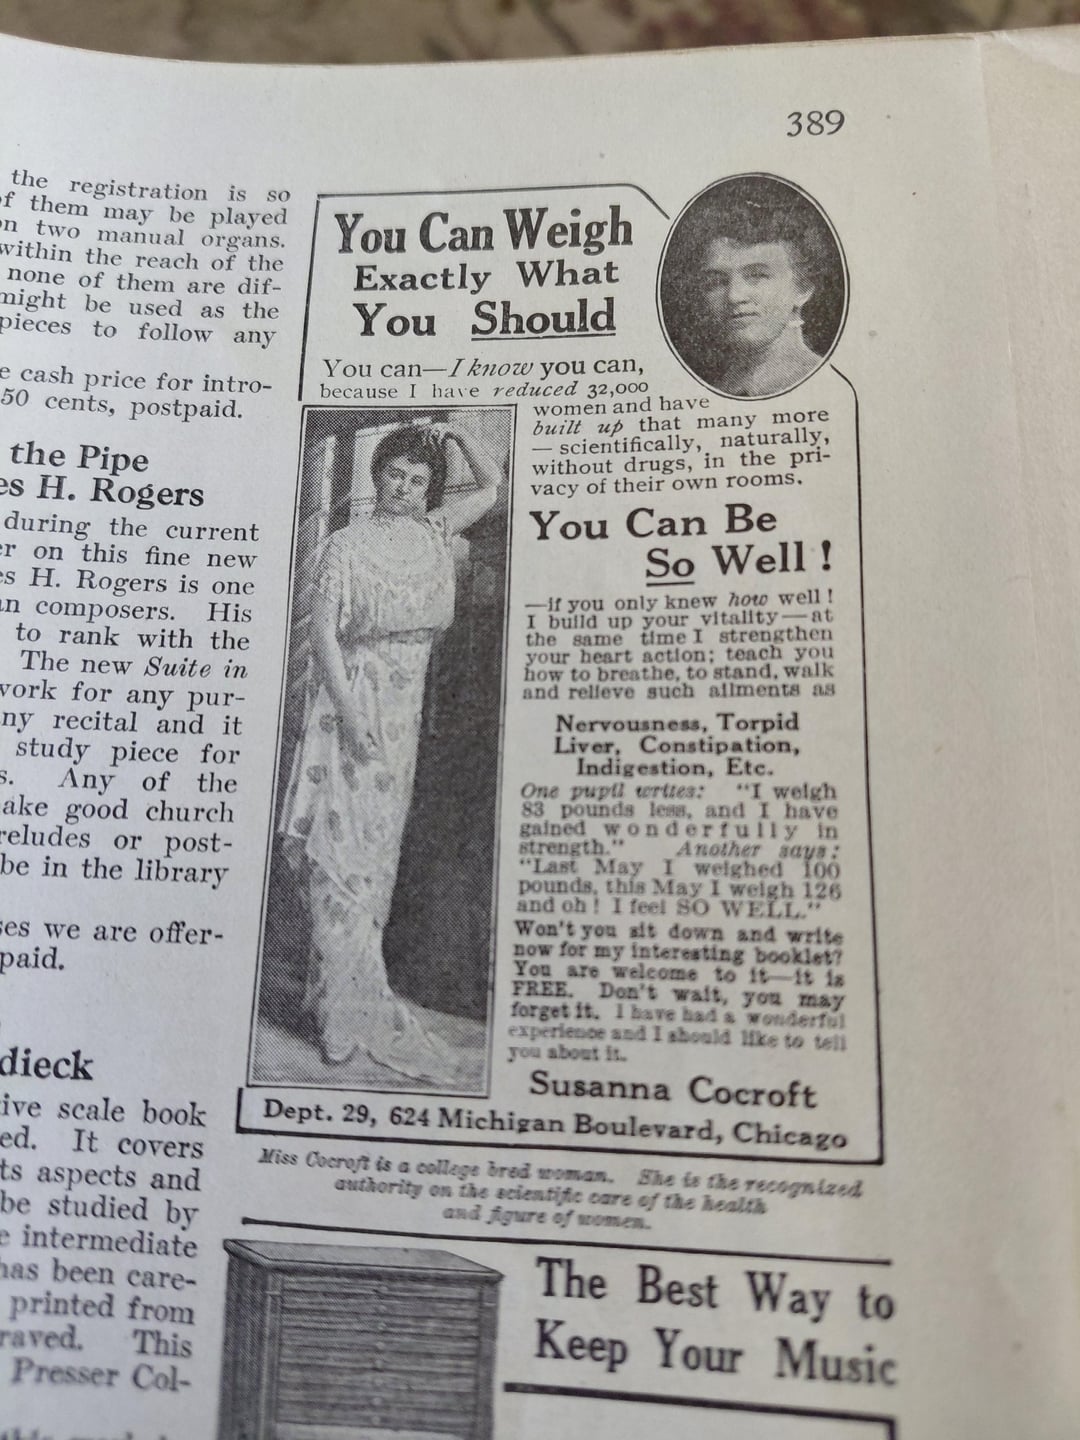 389
the registration is so
of them may be played
on two manual organs.
within the reach of the
none of them are dif-
might be used as the
pieces to follow any
cash price for intro-
50 cents, postpaid.
the Pipe
H. Rogers
during the current
on this fine new
H. Rogers is one
composers. His
to rank with the
The new Suite in
work for any pur-
any recital and it
study piece for
Any of the
make good church
preludes or post-
be in the library
we are offer-
paid.
dieck
scale book
It covers
its aspects and
be studied by
intermediate
has been care-
printed from
This
Presser Col-
You Can Weigh
Exactly What
You Should
You can—I know you can,
because I have reduced 32,000
women and have
built up that many more
— scientifically, naturally,
without drugs, in the pri-
vacy of their own rooms.
You Can Be
So Well!
—if you only knew how well!
I build up your vitality—at
the same time I strengthen
your heart action; teach you
how to breathe, to stand, walk
and relieve such ailments as
Nervousness, Torpid
Liver, Constipation,
Indigestion, Etc.
One pupil writes: "I weigh
83 pounds less, and I have
gained wonderfully in
strength." Another says:
"Last May I weighed 100
pounds, this May I weigh 126
and oh! I feel SO WELL."
Won't you sit down and write
now for my interesting booklet?
You are welcome to it—it is
FREE. Don't wait, you may
forget it. I have had a wonderful
experience and I should like to tell
you about it.
Susanna Cocroft
Dept. 29, 624 Michigan Boulevard, Chicago
Miss Cocroft is a college bred woman. She is the recognized
authority on the scientific care of the health
and figure of women.
The Best Way to
Keep Your Music